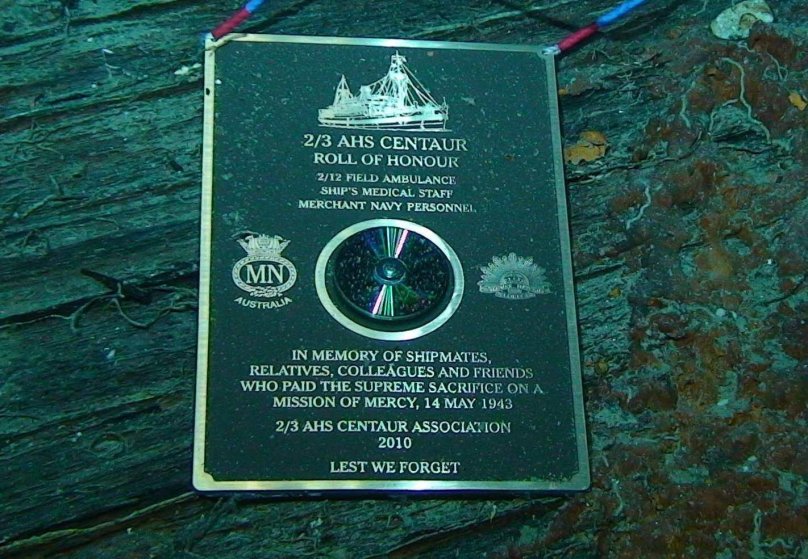 2/3 AHS CENTAUR
ROLL OF HONOUR
2/12 FIELD AMBULANCE
SHIP'S MEDICAL STAFF
MERCHANT NAVY PERSONNEL
MN
AUSTRALIA
IN MEMORY OF SHIPMATES,
RELATIVES, COLLEAGUES AND FRIENDS
WHO PAID THE SUPREME SACRIFICE ON A
MISSION OF MERCY, 14 MAY 1943
2/3 AHS CENTAUR ASSOCIATION
2010
LEST WE FORGET